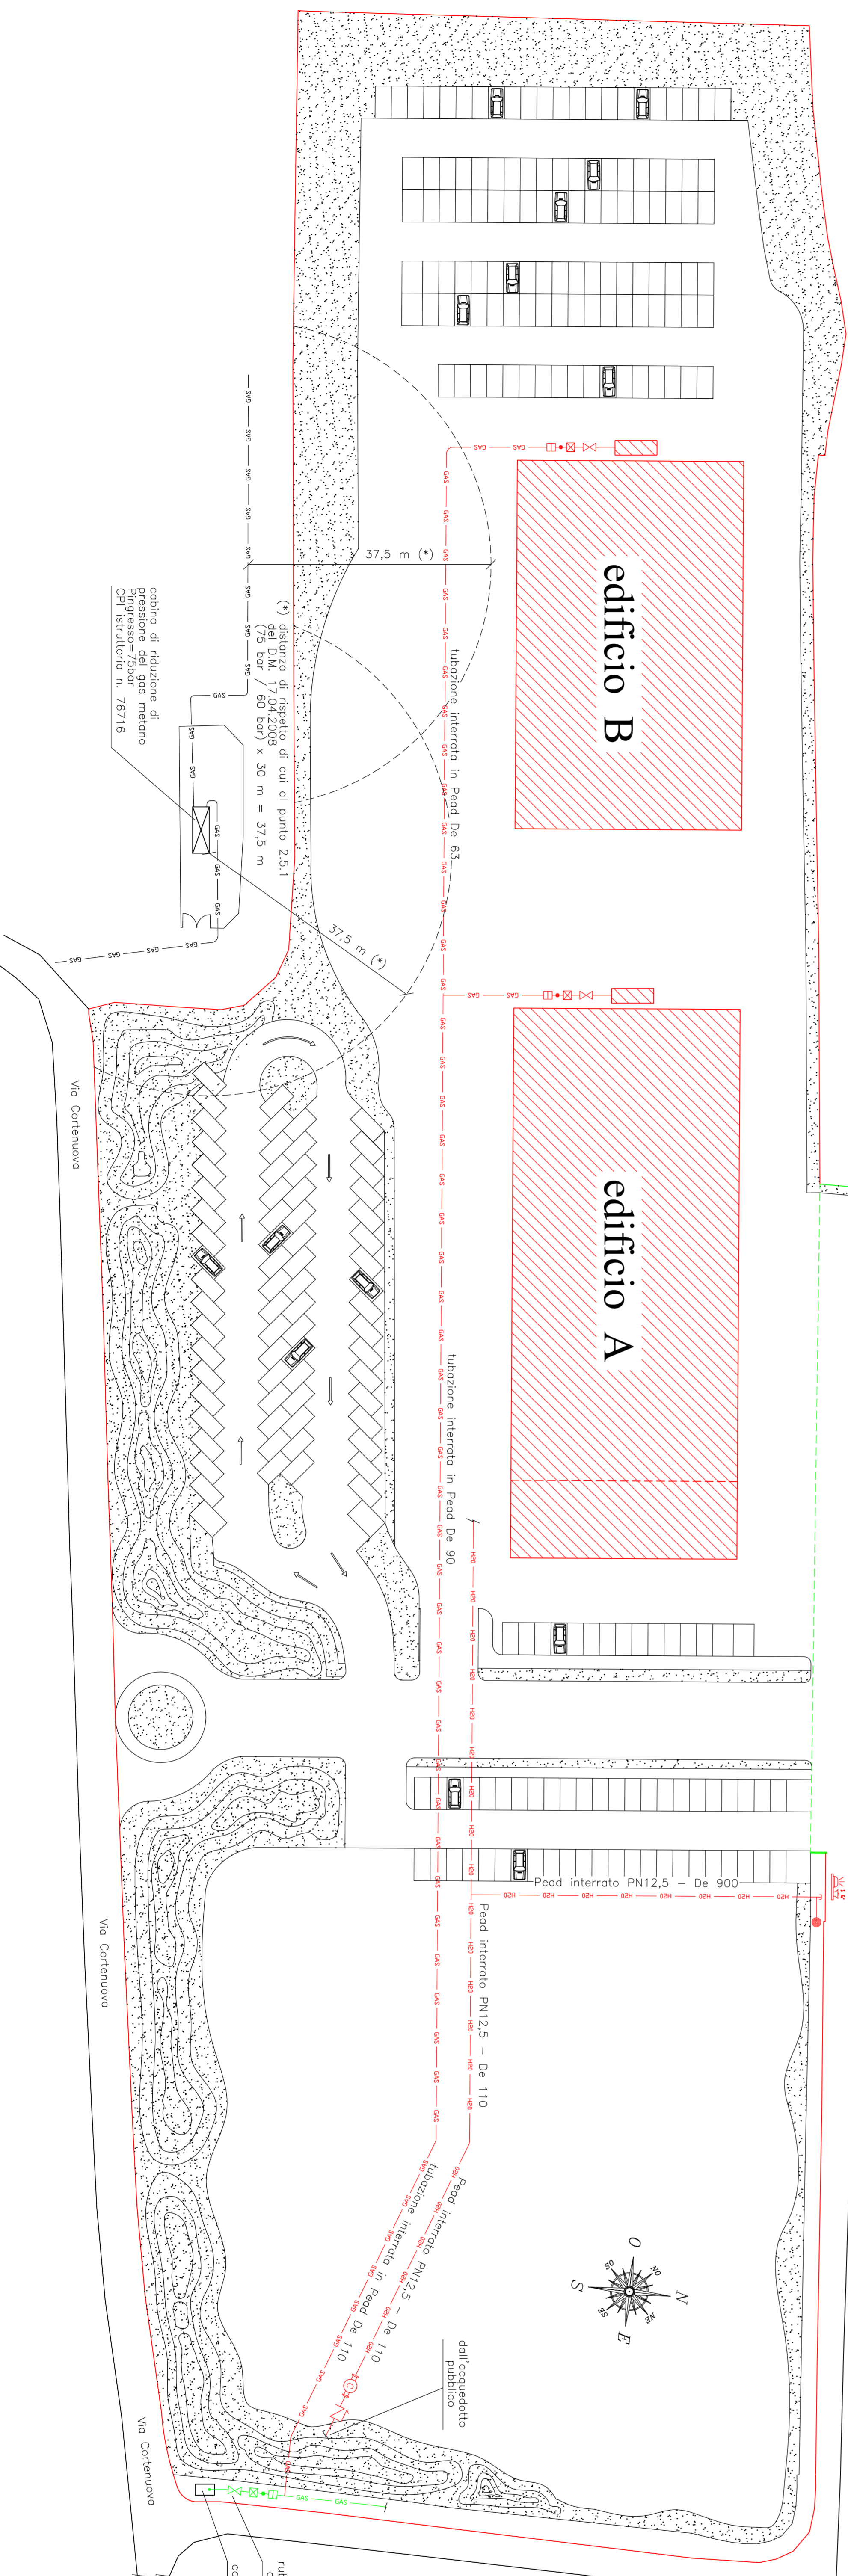 edificio B
edificio A
37,5 m (*)
37,5 m (*)
(*) distanza di rispetto di cui al punto 2.5.1
del D.M. 17.04.2008
(75 bar / 60 bar) x 30 m = 37,5 m
cabina di riduzione di
pressione del gas metano
Pingresso=75bar
CPI istruttoria n. 76716
tubazione interrata in Pead De 63
tubazione interrata in Pead De 90
Pead interrato PN12,5 - De 900
Pead interrato PN12,5 - De 110
Pead interrato PN12,5 - De 110
tubazione interrata in Pead De 110
dall'acquedotto
pubblico
Via Cortenuova
Via Cortenuova
Via Cortenuova
GAS
H2O
C
N
NE
E
SE
S
SO
O
NO